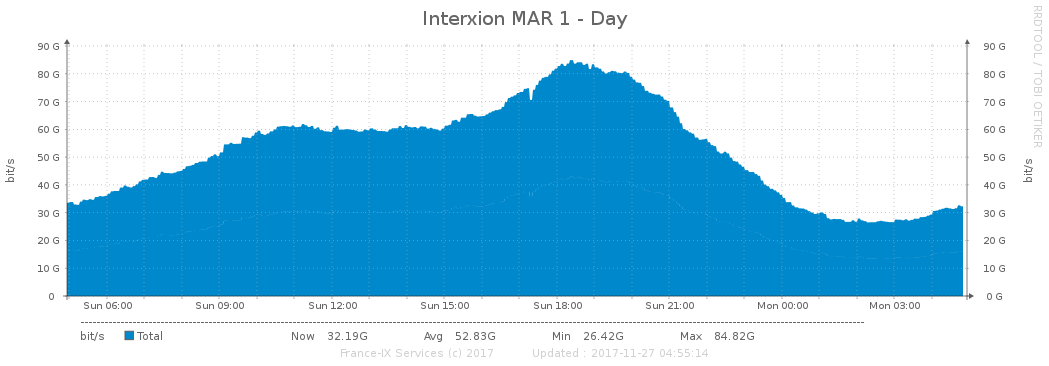 Interxion MAR 1 - Day
RRDTOOL / TOBI OETIKER
bit/s
90 G 90 G
80 G 80 G
70 G 70 G
60 G 60 G
50 G 50 G
40 G 40 G
30 G 30 G
20 G 20 G
10 G 10 G
0 0 G
bit/s
Sun 06:00 Sun 09:00 Sun 12:00 Sun 15:00 Sun 18:00 Sun 21:00 Mon 00:00 Mon 03:00
bit/s Total Now 32.19G Avg 52.83G Min 26.42G Max 84.82G
France-IX Services (c) 2017 Updated : 2017-11-27 04:55:14